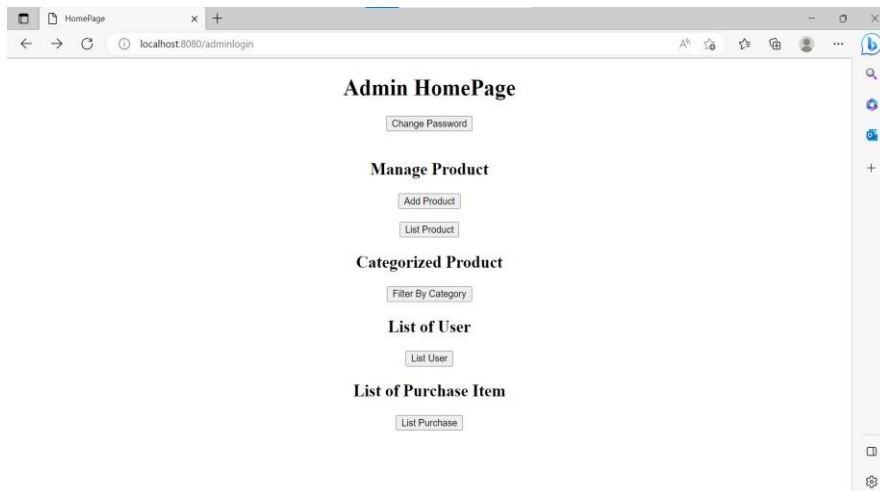 HomePage
localhost:8080/adminlogin
Admin HomePage
Change Password
Manage Product
Add Product
List Product
Categorized Product
Filter By Category
List of User
List User
List of Purchase Item
List Purchase